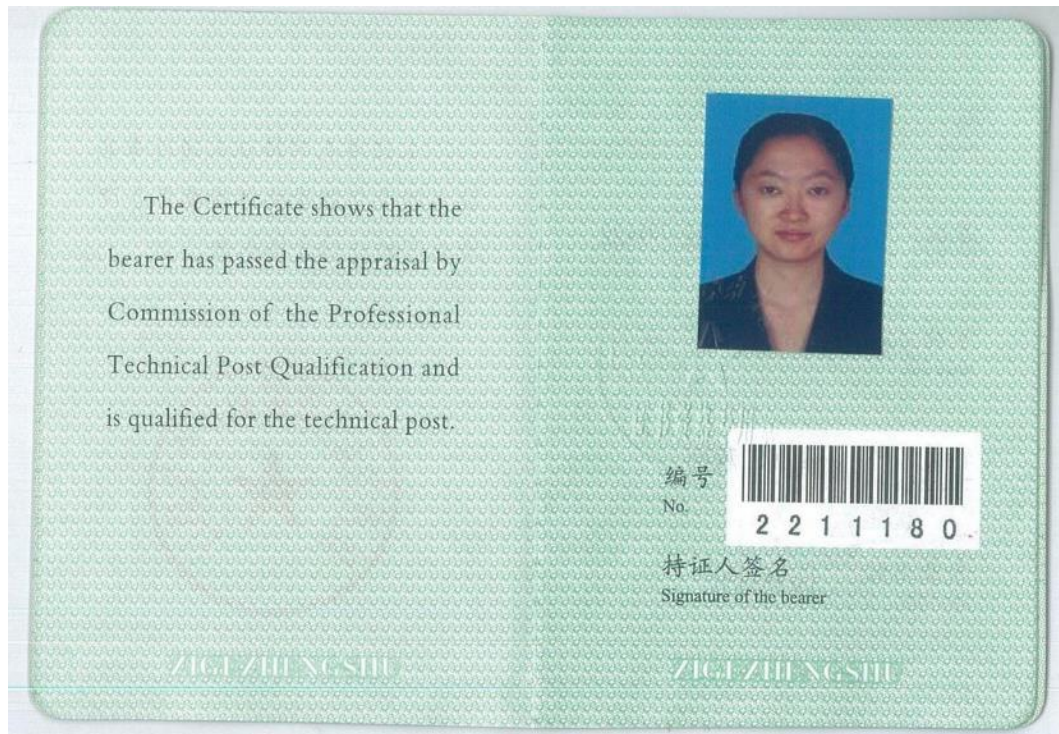 The Certificate shows that the
bearer has passed the appraisal by
Commission of the Professional
Technical Post Qualification and
is qualified for the technical post.
ZIGEZHENGSHU
编号
No.
2211180
持证人签名
Signature of the bearer
ZIGEZHENGSHU